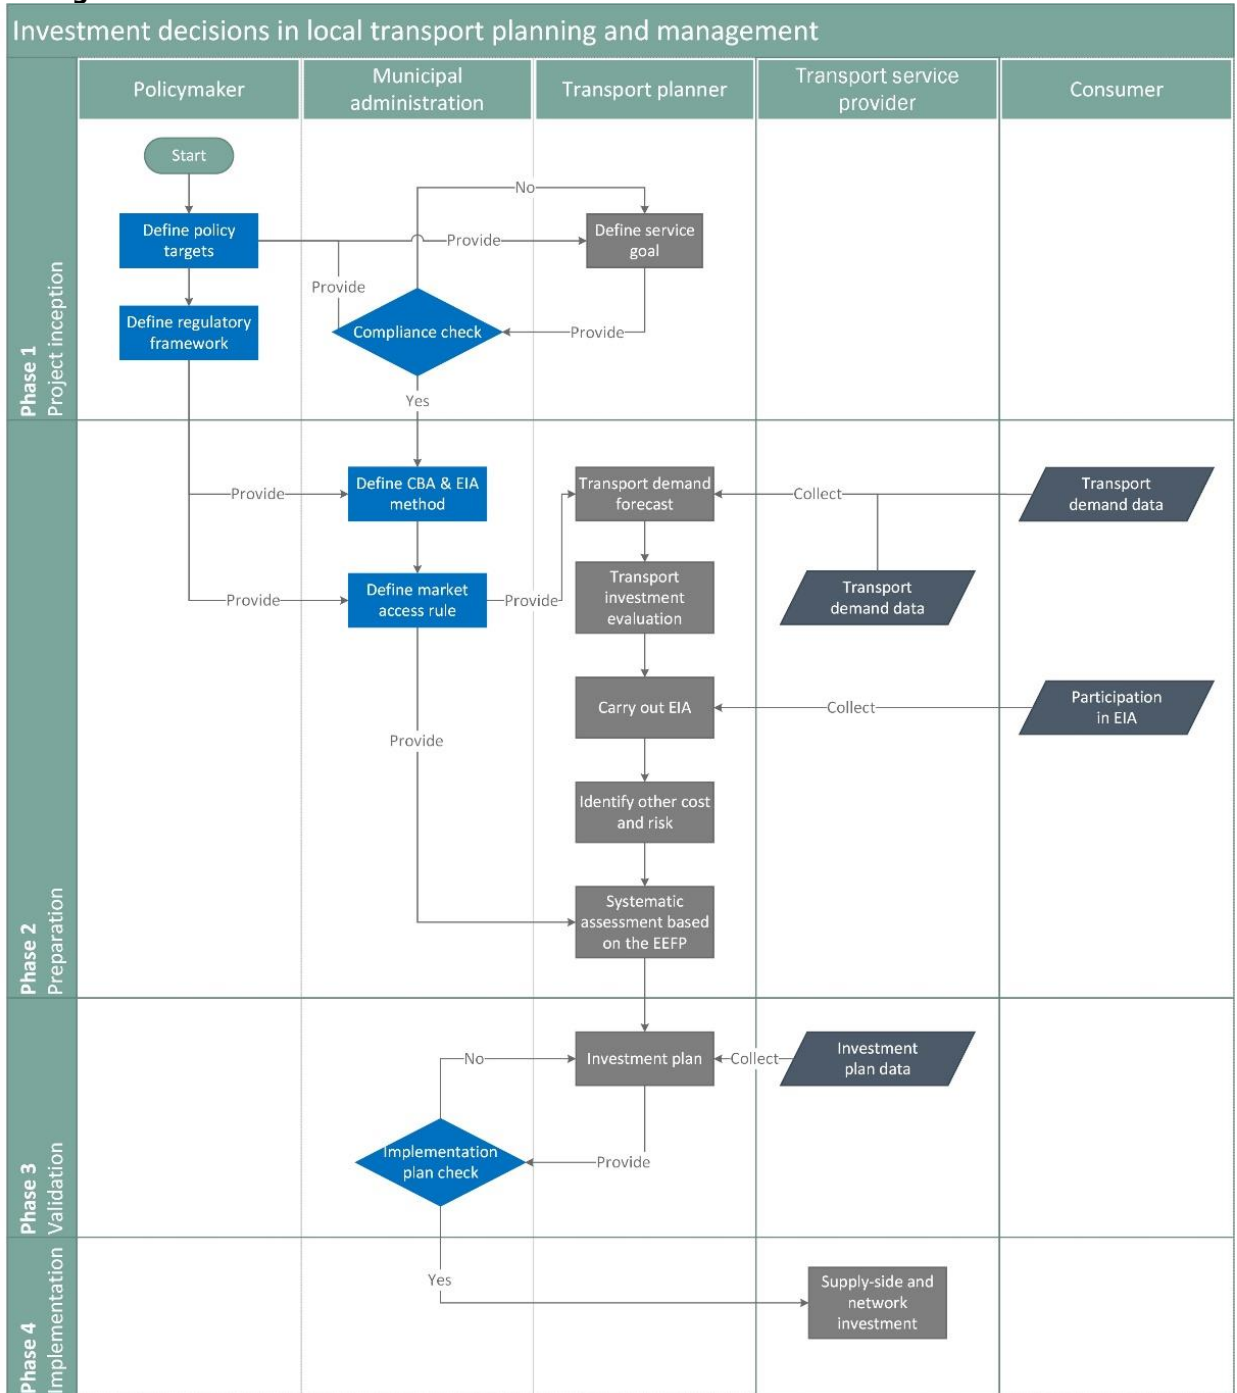 Investment decisions in local transport planning and management
Policymaker
Municipal
administration
Transport planner
Transport service
provider
Consumer
Phase 1
Project inception
Start
No
Define policy
targets
Provide
Define service
goal
Provide
Define regulatory
framework
Compliance check
Provide
Yes
Phase 2
Preparation
Provide
Define CBA & EIA
method
Transport demand
forecast
Collect
Transport
demand data
Provide
Define market
access rule
Provide
Transport
investment
evaluation
Transport
demand data
Carry out EIA
Collect
Participation
in EIA
Provide
Identify other cost
and risk
Systematic
assessment based
on the EEFP
Phase 3
Validation
No
Investment plan
Collect
Investment
plan data
Implementation
plan check
Provide
Phase 4
Implementation
Yes
Supply-side and
network
investment